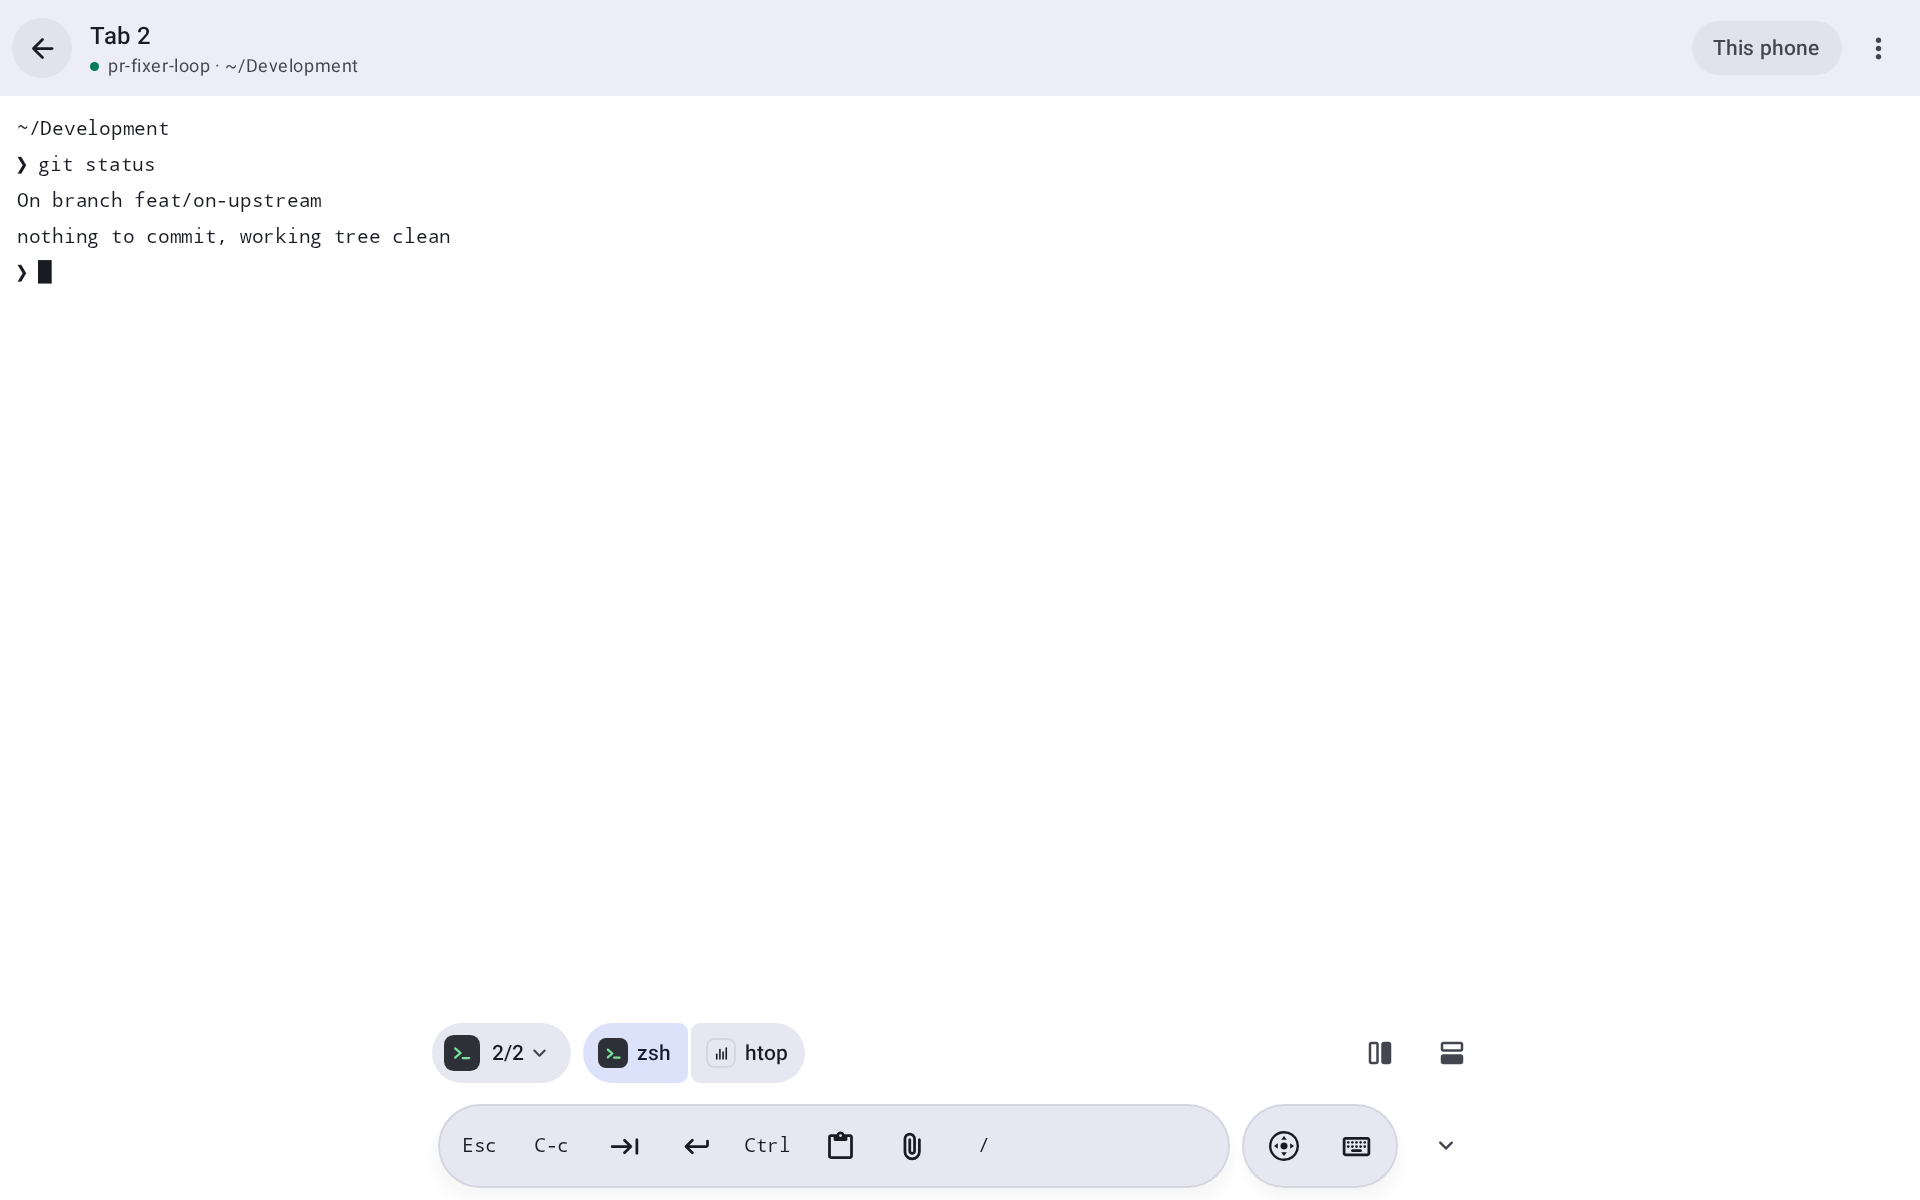 Tab 2
pr-fixer-loop · ~/Development
This phone
~/Development
❯ git status
On branch feat/on-upstream
nothing to commit, working tree clean
❯
2/2
zsh
htop
Esc C-c Ctrl /